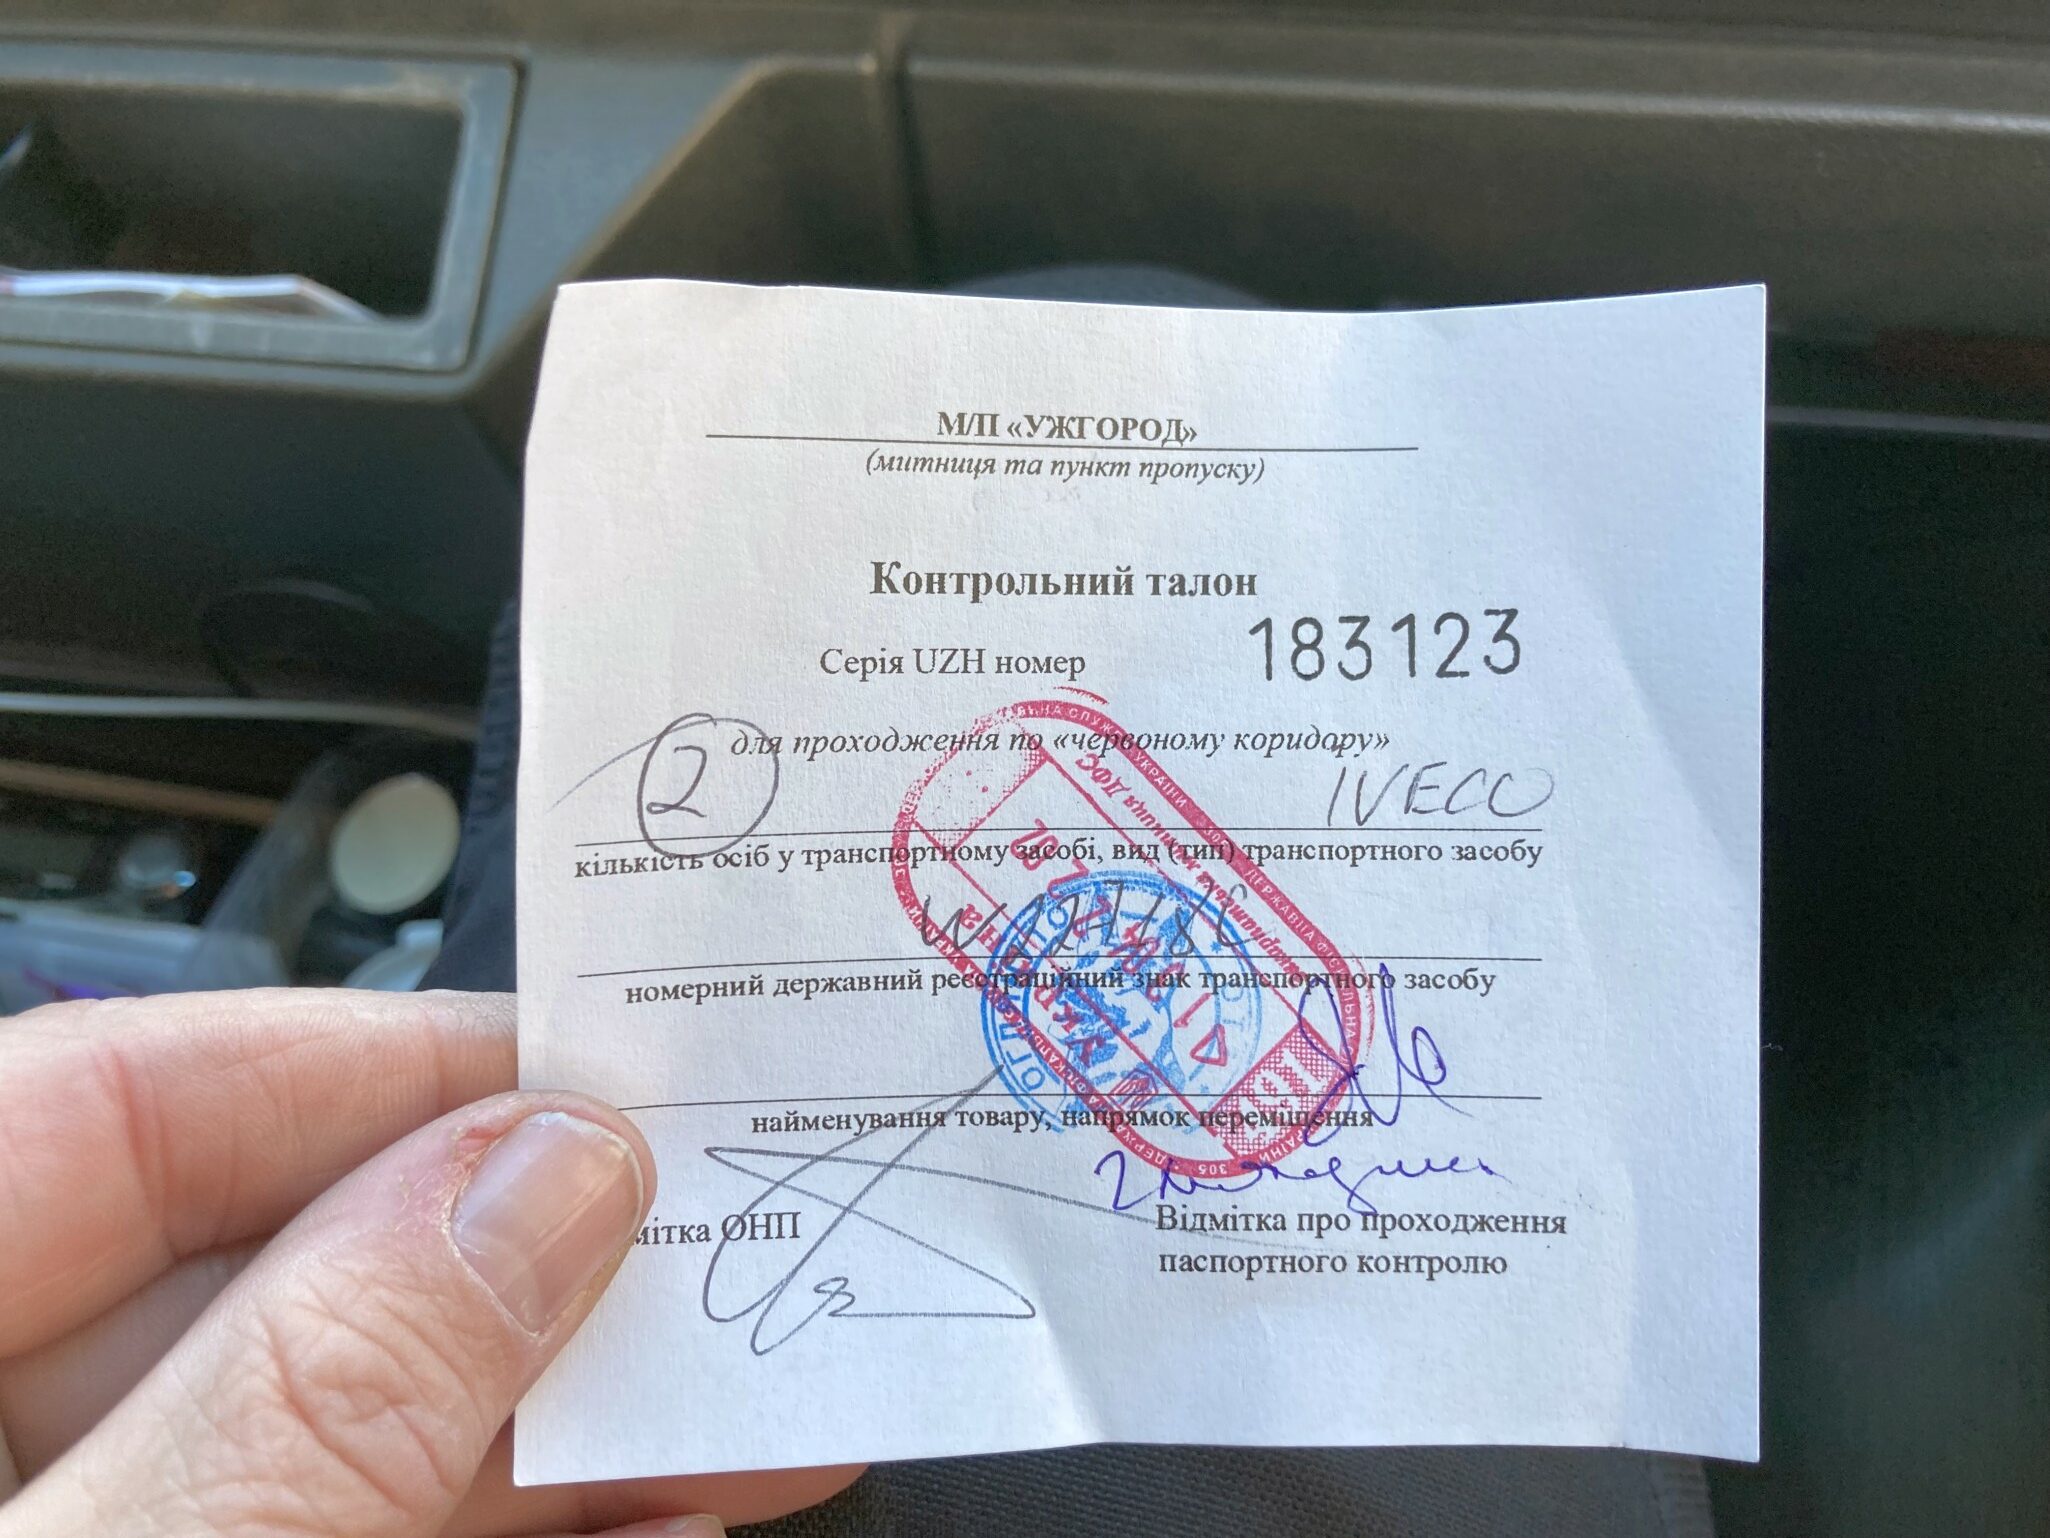 М/П «УЖГОРОД»
(митниця та пункт пропуску)
Контрольний талон
Серія UZH номер 183123
для проходження по «червоному коридору»
2 IVECO
кількість осіб у транспортному засобі, вид (тип) транспортного засобу
номерний державний реєстраційний знак транспортного засобу
найменування товару, напрямок переміщення
мітка ОНП
Відмітка про проходження
паспортного контролю